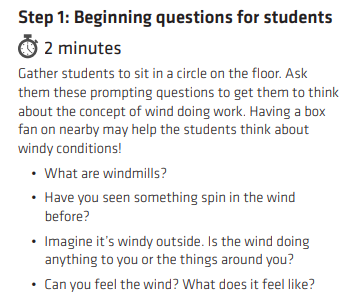 Step 1: Beginning questions for students
2 minutes
Gather students to sit in a circle on the floor. Ask
them these prompting questions to get them to think
about the concept of wind doing work. Having a box
fan on nearby may help the students think about
windy conditions!
• What are windmills?
• Have you seen something spin in the wind
before?
• Imagine it's windy outside. Is the wind doing
anything to you or the things around you?
• Can you feel the wind? What does it feel like?